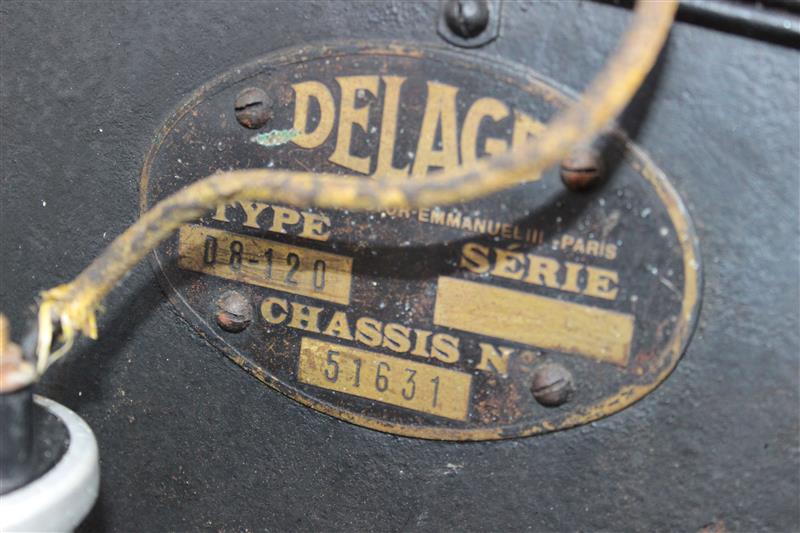 DELAGE
EMMANUEL III - PARIS
TYPE
D8-120
SÉRIE
CHASSIS N°
51631